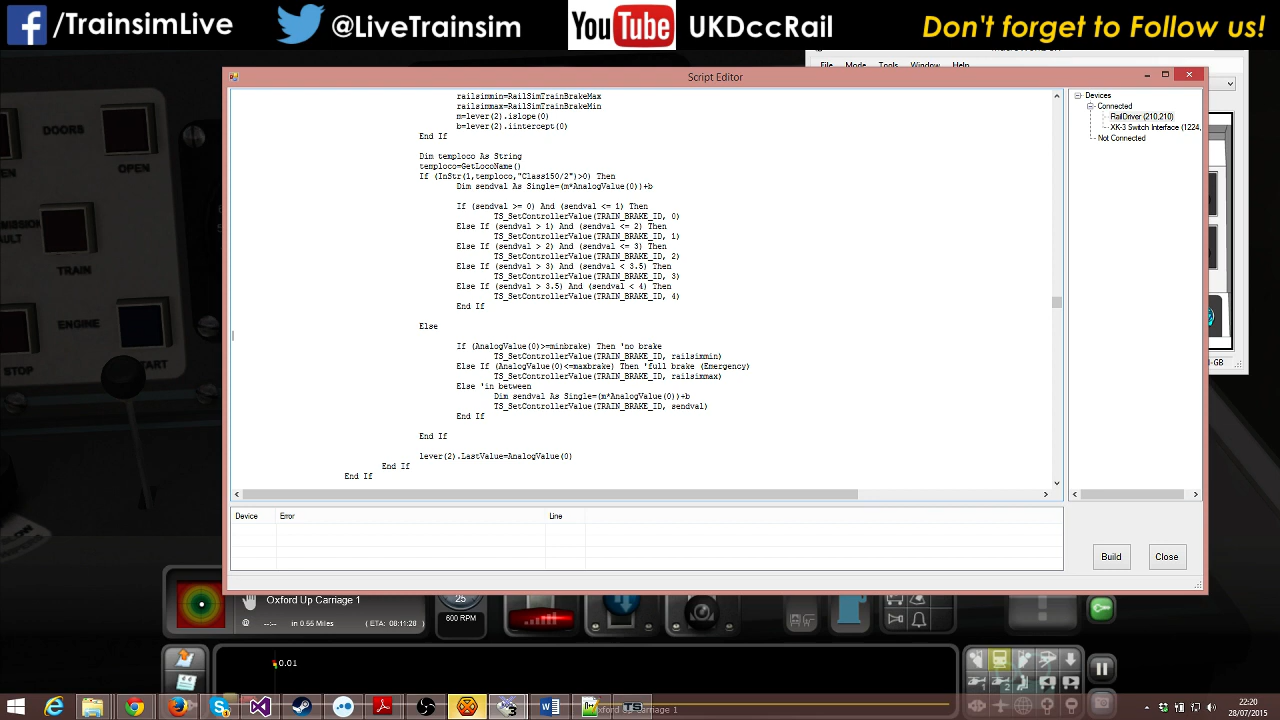 /TrainsimLive
@LiveTrainsim
YouTube
UKDccRail
Don't forget to Follow us!
File Mode Tools Window Help
Script Editor
railsimmin=RailSimTrainBrakeMax
railsimmax=RailSimTrainBrakeMin
m=lever(2).islope(0)
b=lever(2).iintercept(0)
End If
Dim temploco As String
temploco=GetLocoName()
If (InStr(1,temploco,"Class150/2")>0) Then
Dim sendval As Single=(m*AnalogValue(0))+b
If (sendval >= 0) And (sendval <= 1) Then
TS_SetControllerValue(TRAIN_BRAKE_ID, 0)
Else If (sendval > 1) And (sendval <= 2) Then
TS_SetControllerValue(TRAIN_BRAKE_ID, 1)
Else If (sendval > 2) And (sendval <= 3) Then
TS_SetControllerValue(TRAIN_BRAKE_ID, 2)
Else If (sendval > 3) And (sendval < 3.5) Then
TS_SetControllerValue(TRAIN_BRAKE_ID, 3)
Else If (sendval > 3.5) And (sendval < 4) Then
TS_SetControllerValue(TRAIN_BRAKE_ID, 4)
End If
Else
If (AnalogValue(0)>=minbrake) Then 'no brake
TS_SetControllerValue(TRAIN_BRAKE_ID, railsimmin)
Else If (AnalogValue(0)<=maxbrake) Then 'full brake (Emergency)
TS_SetControllerValue(TRAIN_BRAKE_ID, railsimmax)
Else 'in between
Dim sendval As Single=(m*AnalogValue(0))+b
TS_SetControllerValue(TRAIN_BRAKE_ID, sendval)
End If
End If
lever(2).LastValue=AnalogValue(0)
End If
End If
Devices
Connected
RailDriver (210,210)
XK-3 Switch Interface (1224,
Not Connected
Device Error Line
Build Close
DOORS
OPEN
TRAIN
ENGINE
STOP
START
-GB
Oxford Up Carriage 1
@ --:-- in 0.55 Miles ( ETA: 08:11:28 )
25
600 RPM
0.01
22:20
28/07/2015